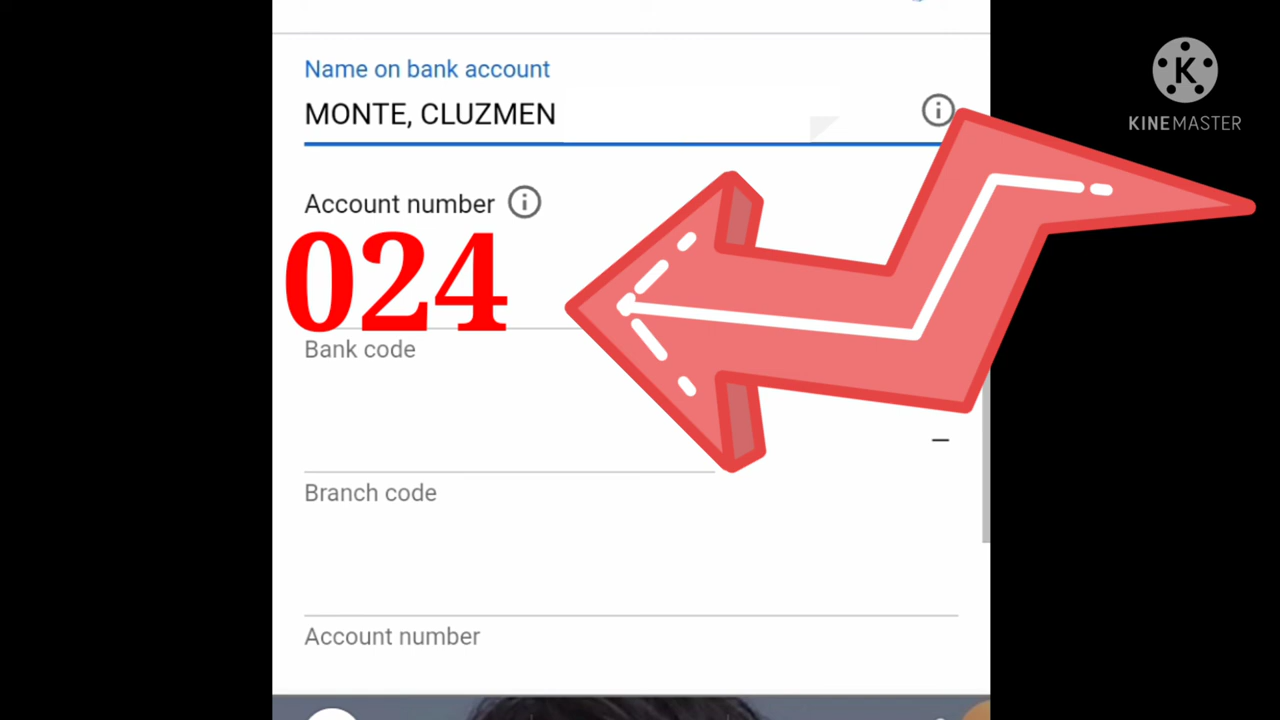 Name on bank account
MONTE, CLUZMEN
KINEMASTER
Account number
024
Bank code
Branch code
Account number